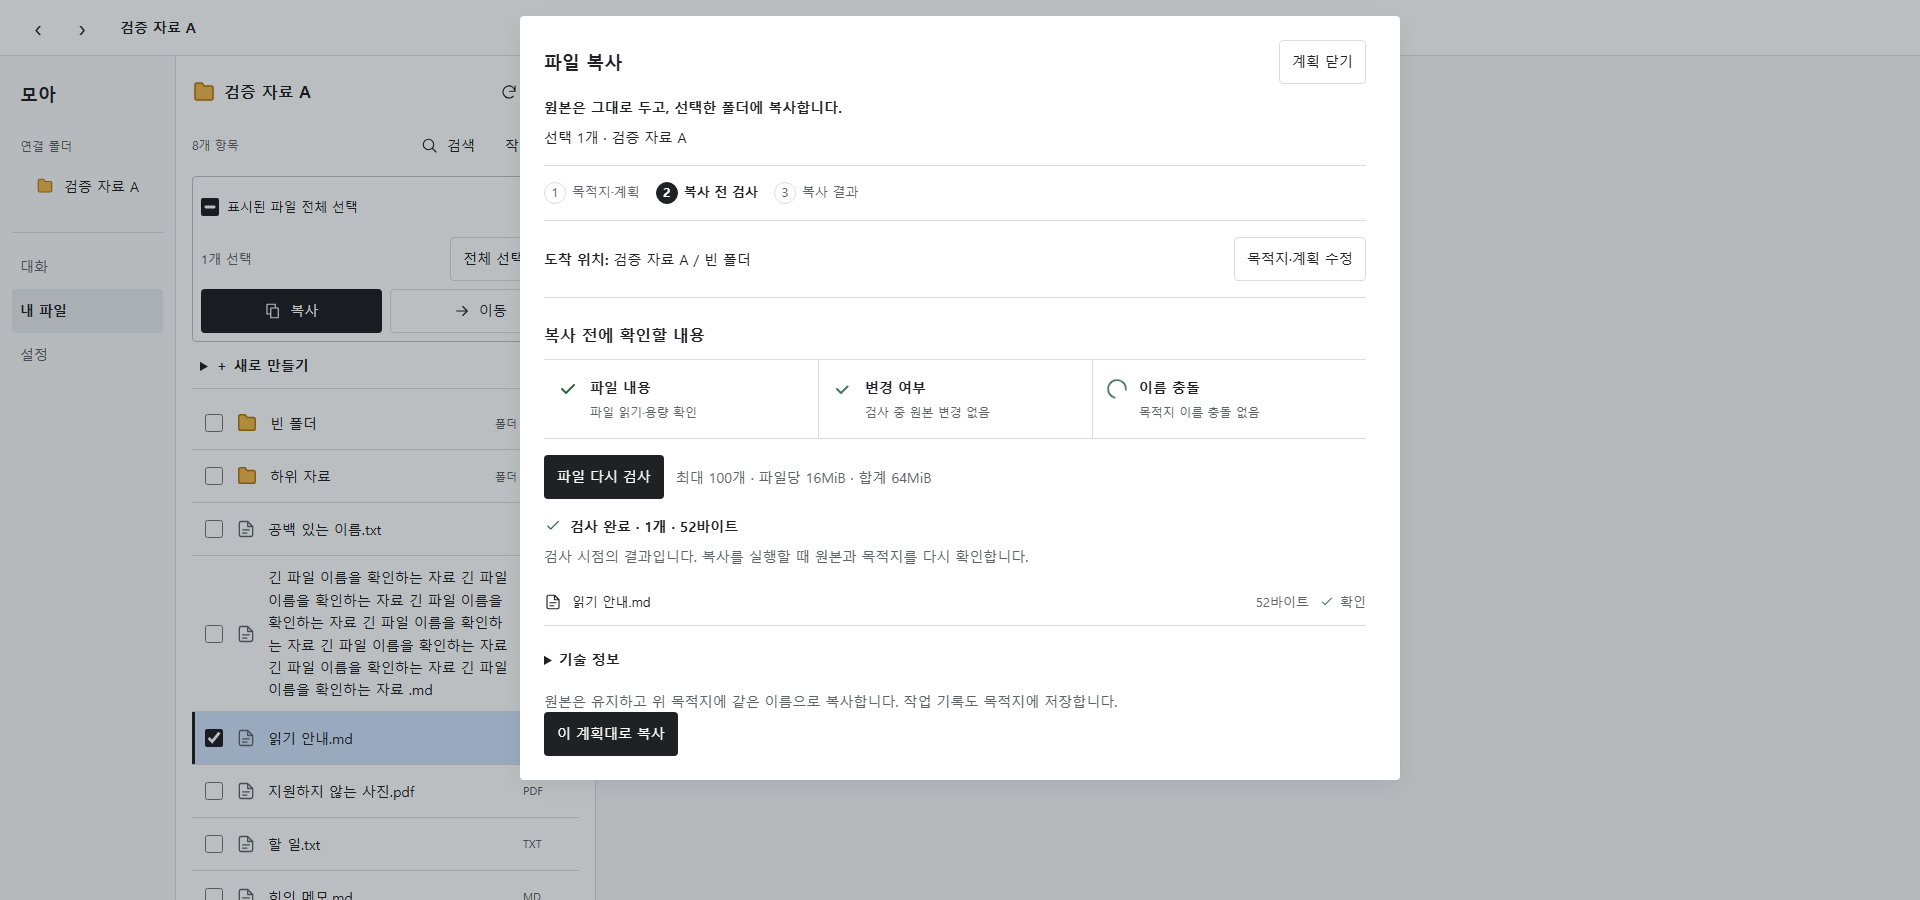 검증 자료 A
모아
연결 폴더
검증 자료 A
대화
내 파일
설정
검증 자료 A
8개 항목
검색
작
표시된 파일 전체 선택
1개 선택
전체 선택
복사
이동
+ 새로 만들기
빈 폴더
폴더
하위 자료
폴더
공백 있는 이름.txt
긴 파일 이름을 확인하는 자료 긴 파일
이름을 확인하는 자료 긴 파일 이름을
확인하는 자료 긴 파일 이름을 확인하
는 자료 긴 파일 이름을 확인하는 자료
긴 파일 이름을 확인하는 자료 긴 파일
이름을 확인하는 자료 .md
읽기 안내.md
지원하지 않는 사진.pdf
PDF
할 일.txt
TXT
회의 메모.md
MD
파일 복사
계획 닫기
원본은 그대로 두고, 선택한 폴더에 복사합니다.
선택 1개 · 검증 자료 A
1 목적지·계획
2 복사 전 검사
3 복사 결과
도착 위치: 검증 자료 A / 빈 폴더
목적지·계획 수정
복사 전에 확인할 내용
파일 내용
파일 읽기·용량 확인
변경 여부
검사 중 원본 변경 없음
이름 충돌
목적지 이름 충돌 없음
파일 다시 검사
최대 100개 · 파일당 16MiB · 합계 64MiB
검사 완료 · 1개 · 52바이트
검사 시점의 결과입니다. 복사를 실행할 때 원본과 목적지를 다시 확인합니다.
읽기 안내.md
52바이트
확인
기술 정보
원본은 유지하고 위 목적지에 같은 이름으로 복사합니다. 작업 기록도 목적지에 저장합니다.
이 계획대로 복사